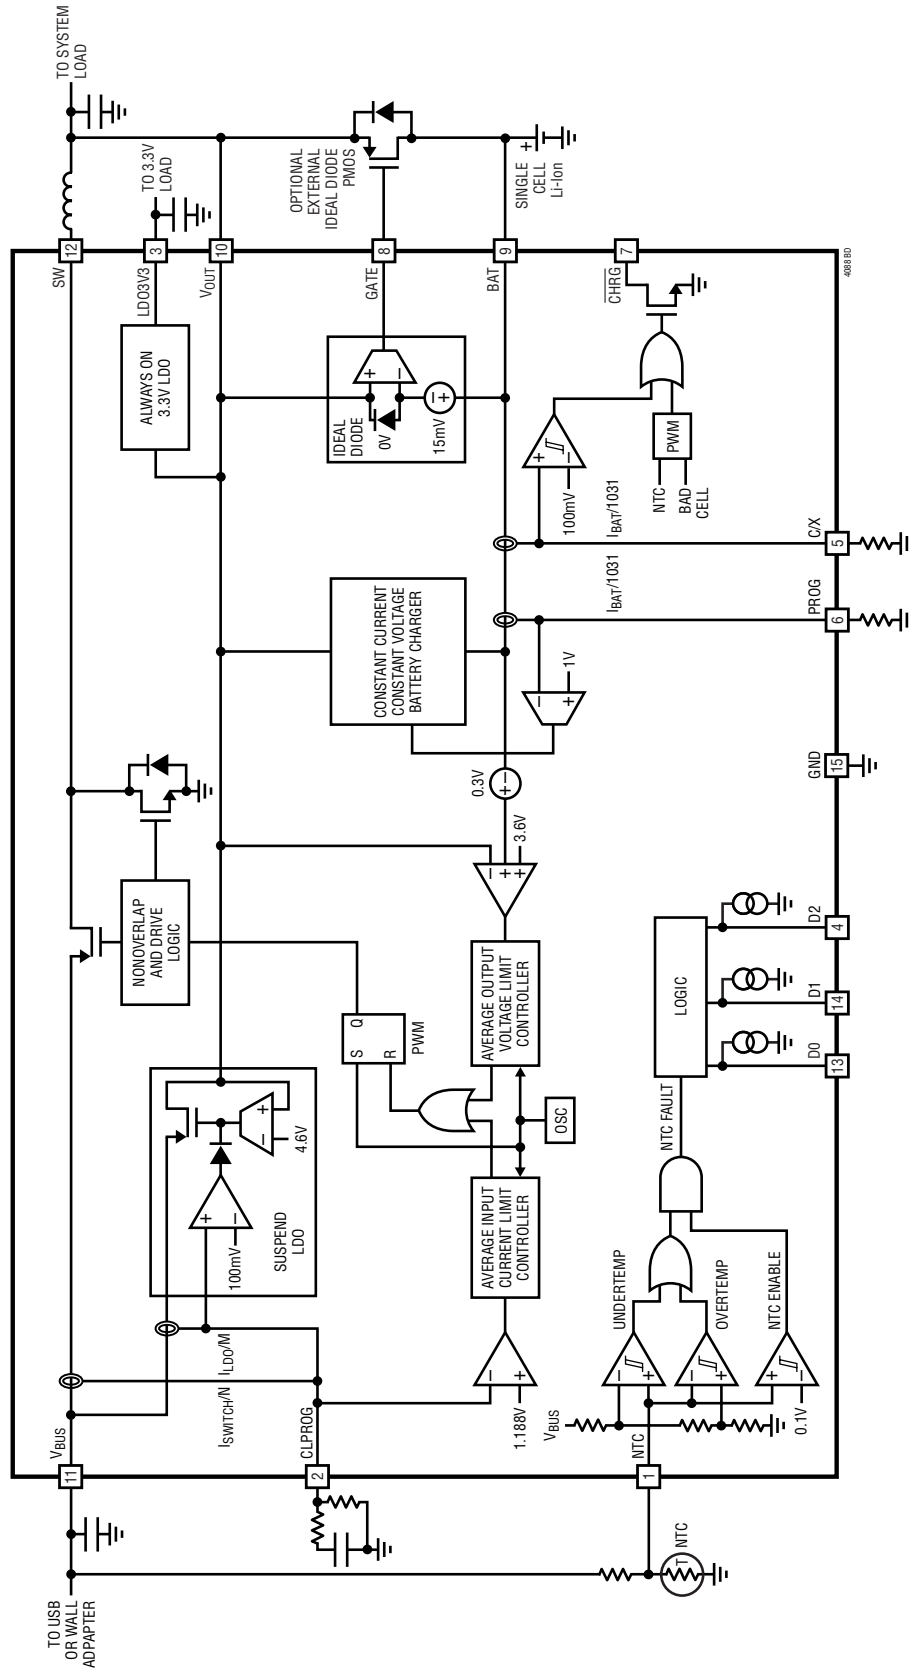 TO USB
OR WALL
ADPAPTER
11
VBUS
ISWITCH/N
ILDO/M
2
CLPROG
1.188V
100mV
+
–
SUSPEND
LDO
4.6V
–
+
–
+
AVERAGE INPUT
CURRENT LIMIT
CONTROLLER
OSC
AVERAGE OUTPUT
VOLTAGE LIMIT
CONTROLLER
S
Q
R
PWM
NONOVERLAP
AND DRIVE
LOGIC
–
+
+
3.6V
0.3V
+
–
CONSTANT CURRENT
CONSTANT VOLTAGE
BATTERY CHARGER
–
+
1V
IBAT/1031
IBAT/1031
100mV
+
–
NTC
BAD
CELL
PWM
ALWAYS ON
3.3V LDO
IDEAL
DIODE
0V
15mV
+
–
–
+
SW
12
LDO3V3
3
VOUT
10
GATE
8
BAT
9
CHRG
7
TO SYSTEM
LOAD
TO 3.3V
LOAD
OPTIONAL
EXTERNAL
IDEAL DIODE
PMOS
+
SINGLE
CELL
Li-Ion
4088 BD
T
NTC
1
NTC
VBUS
–
+
–
+
+
–
0.1V
UNDERTEMP
OVERTEMP
NTC ENABLE
NTC FAULT
LOGIC
D0
13
D1
14
D2
4
GND
15
PROG
6
C/X
5